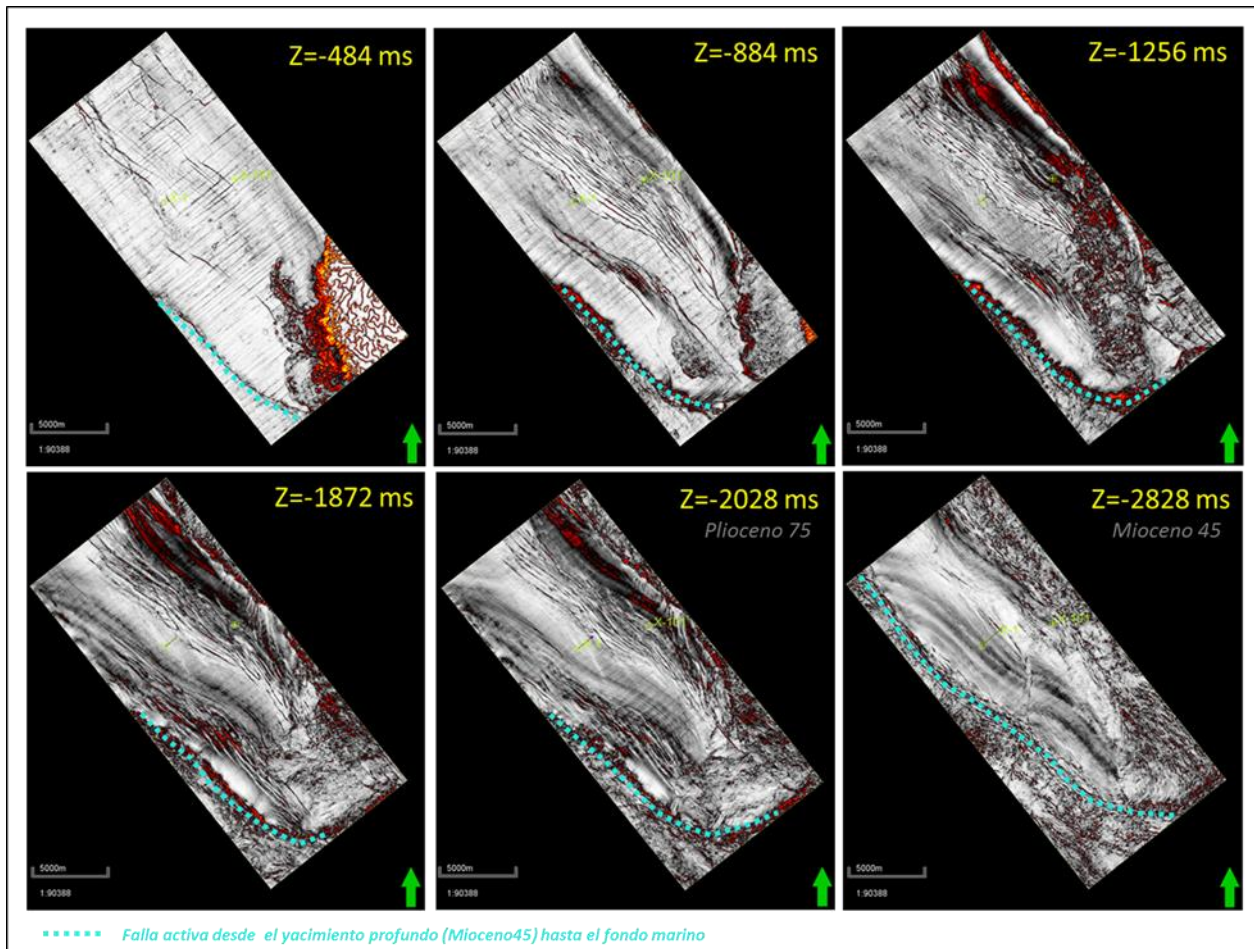 Z=-484 ms
5000m
1:90388
Z=-884 ms
5000m
1:90388
Z=-1256 ms
5000m
1:90388
Z=-1872 ms
5000m
1:90388
Z=-2028 ms
Plioceno 75
5000m
1:90388
Z=-2828 ms
Mioceno 45
5000m
1:90388
Falla activa desde el yacimiento profundo (Mioceno45) hasta el fondo marino